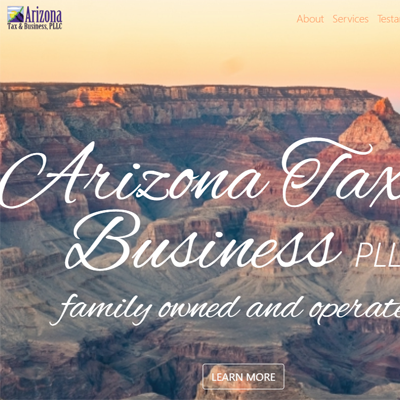 Arizona
Tax & Business, PLLC
About Services Testa
Arizona Tax
Business PLL
family owned and operate
LEARN MORE